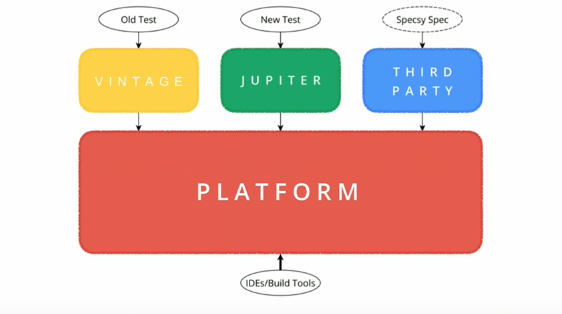 Old Test
New Test
Specsy Spec
VINTAGE
JUPITER
THIRD
PARTY
PLATFORM
IDEs/Build Tools